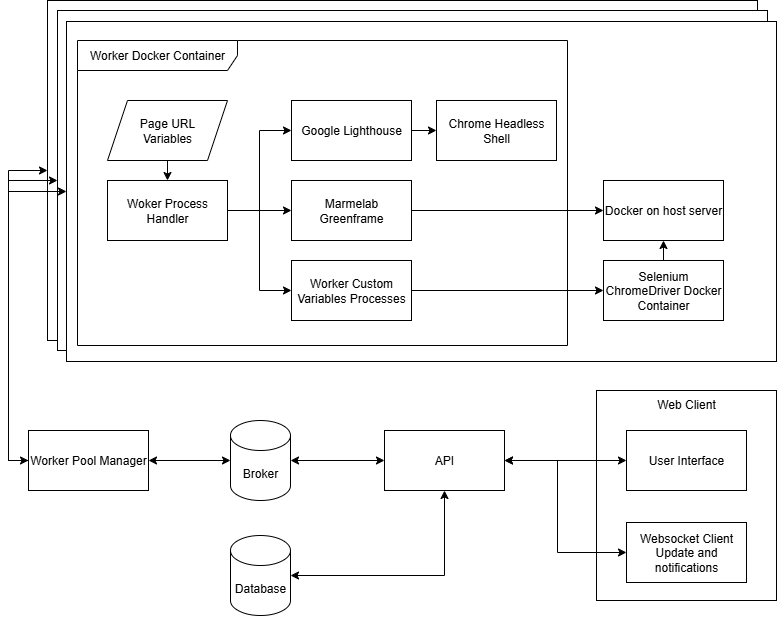 Worker Docker Container
Page URL
Variables
Google Lighthouse
Chrome Headless
Shell
Woker Process
Handler
Marmelab
Greenframe
Docker on host server
Worker Custom
Variables Processes
Selenium
ChromeDriver Docker
Container
Web Client
Worker Pool Manager
Broker
API
User Interface
Websocket Client
Update and
notifications
Database